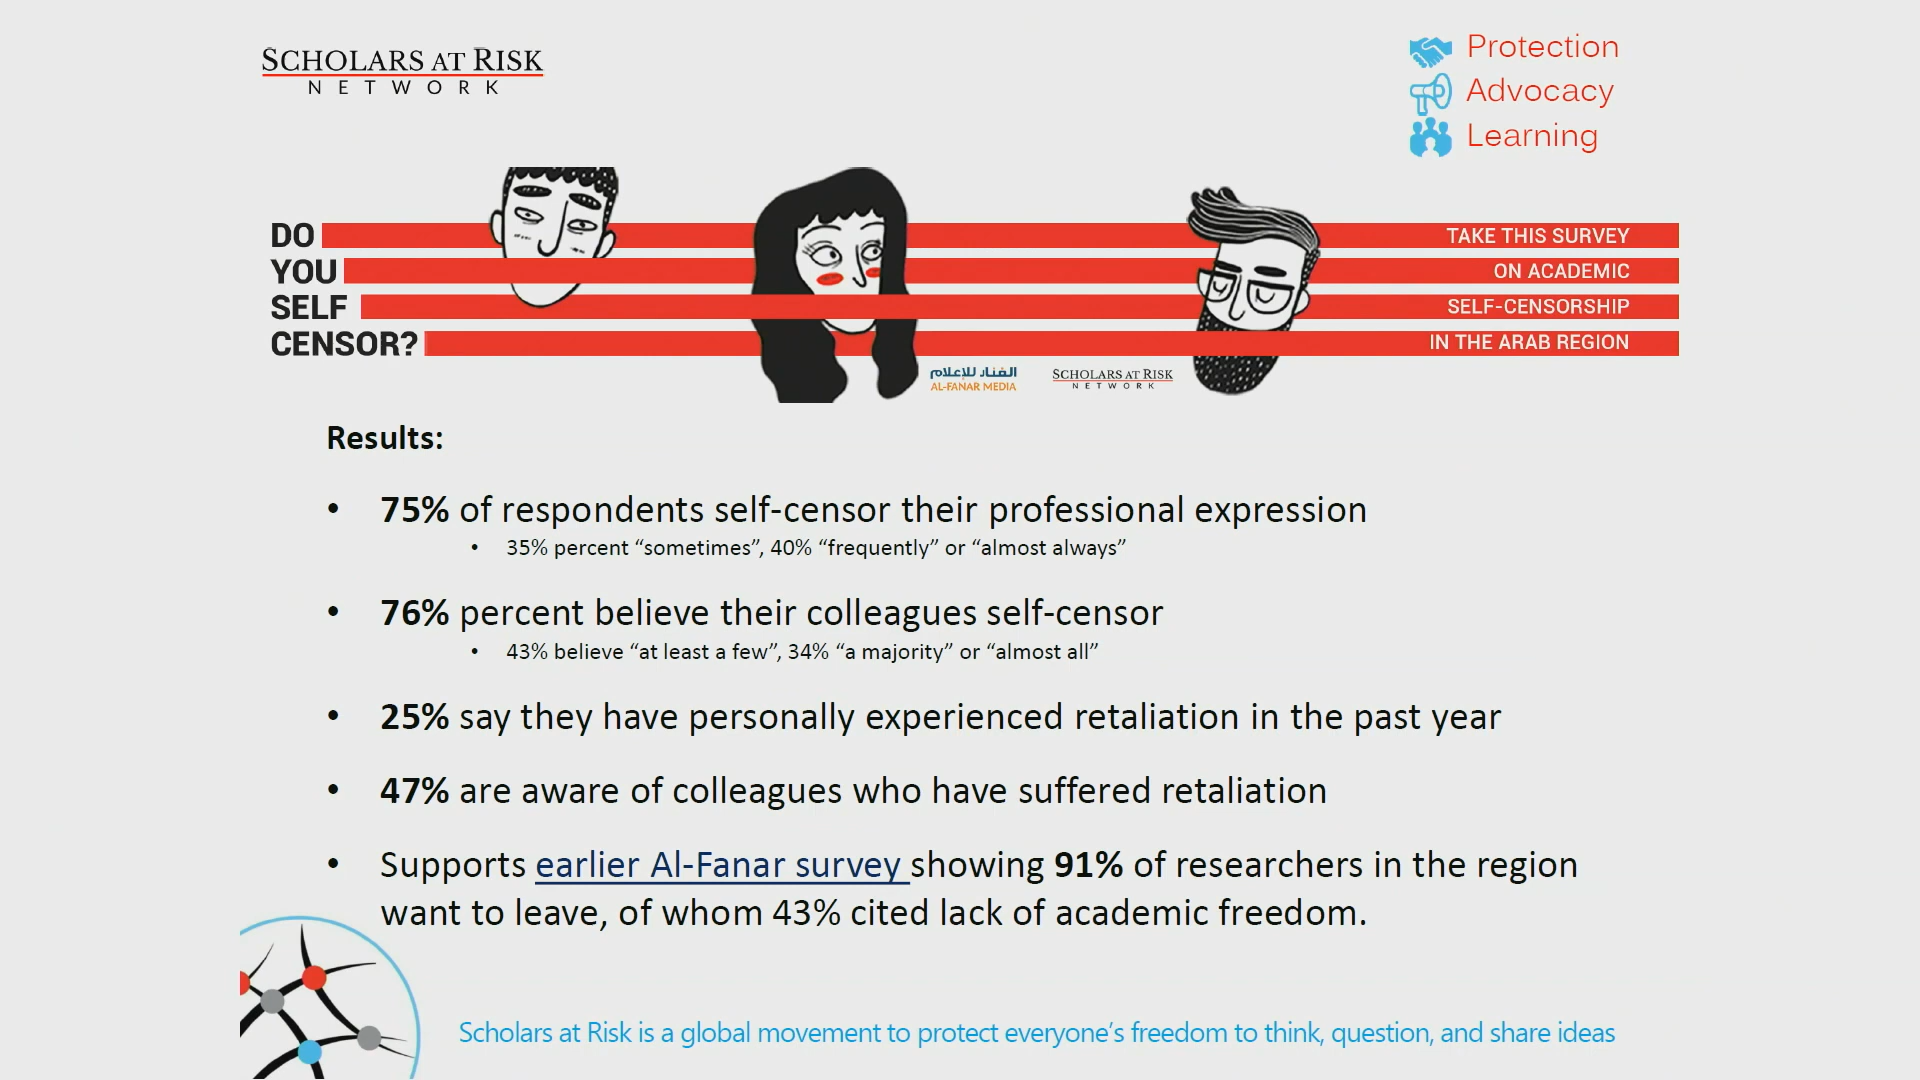 SCHOLARS AT RISK
NETWORK
Protection
Advocacy
Learning
DO
YOU
SELF
CENSOR?
TAKE THIS SURVEY
ON ACADEMIC
SELF-CENSORSHIP
IN THE ARAB REGION
الفنار للإعلام
AL-FANAR MEDIA
SCHOLARS AT RISK
NETWORK
Results:
• 75% of respondents self-censor their professional expression
• 35% percent “sometimes”, 40% “frequently” or “almost always”
• 76% percent believe their colleagues self-censor
• 43% believe “at least a few”, 34% “a majority” or “almost all”
• 25% say they have personally experienced retaliation in the past year
• 47% are aware of colleagues who have suffered retaliation
• Supports earlier Al-Fanar survey showing 91% of researchers in the region
want to leave, of whom 43% cited lack of academic freedom.
Scholars at Risk is a global movement to protect everyone’s freedom to think, question, and share ideas